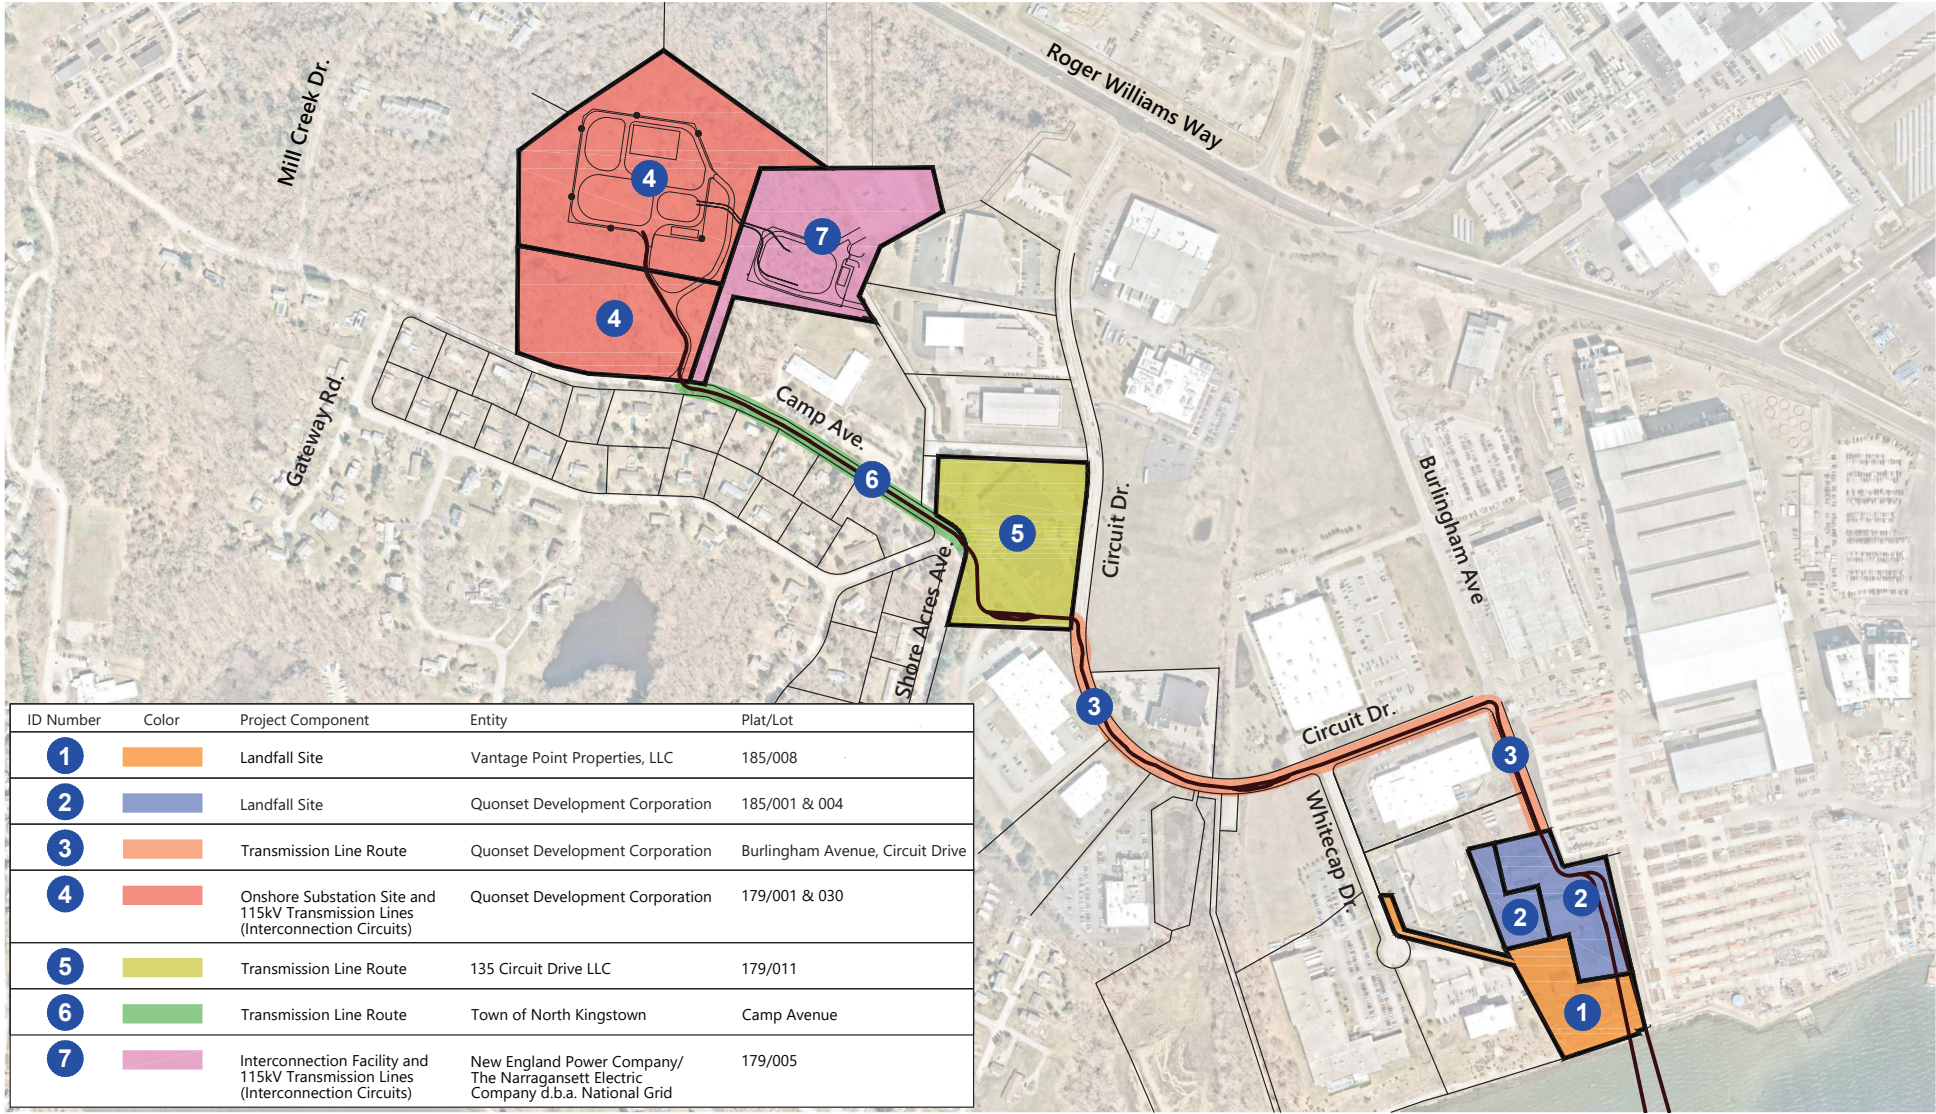 Roger Williams Way
Mill Creek Dr.
4
7
4
Camp Ave.
Gateway Rd.
6
5
Circuit Dr.
Burlingham Ave
Shore Acres Ave.
3
Circuit Dr.
3
Whitecap Dr.
2
2
1
ID Number Color Project Component Entity Plat/Lot
1 Landfall Site Vantage Point Properties, LLC 185/008
2 Landfall Site Quonset Development Corporation 185/001 & 004
3 Transmission Line Route Quonset Development Corporation Burlingham Avenue, Circuit Drive
4 Onshore Substation Site and Quonset Development Corporation 179/001 & 030
115kV Transmission Lines
(Interconnection Circuits)
5 Transmission Line Route 135 Circuit Drive LLC 179/011
6 Transmission Line Route Town of North Kingstown Camp Avenue
7 Interconnection Facility and New England Power Company/ 179/005
115kV Transmission Lines The Narragansett Electric
(Interconnection Circuits) Company d.b.a. National Grid